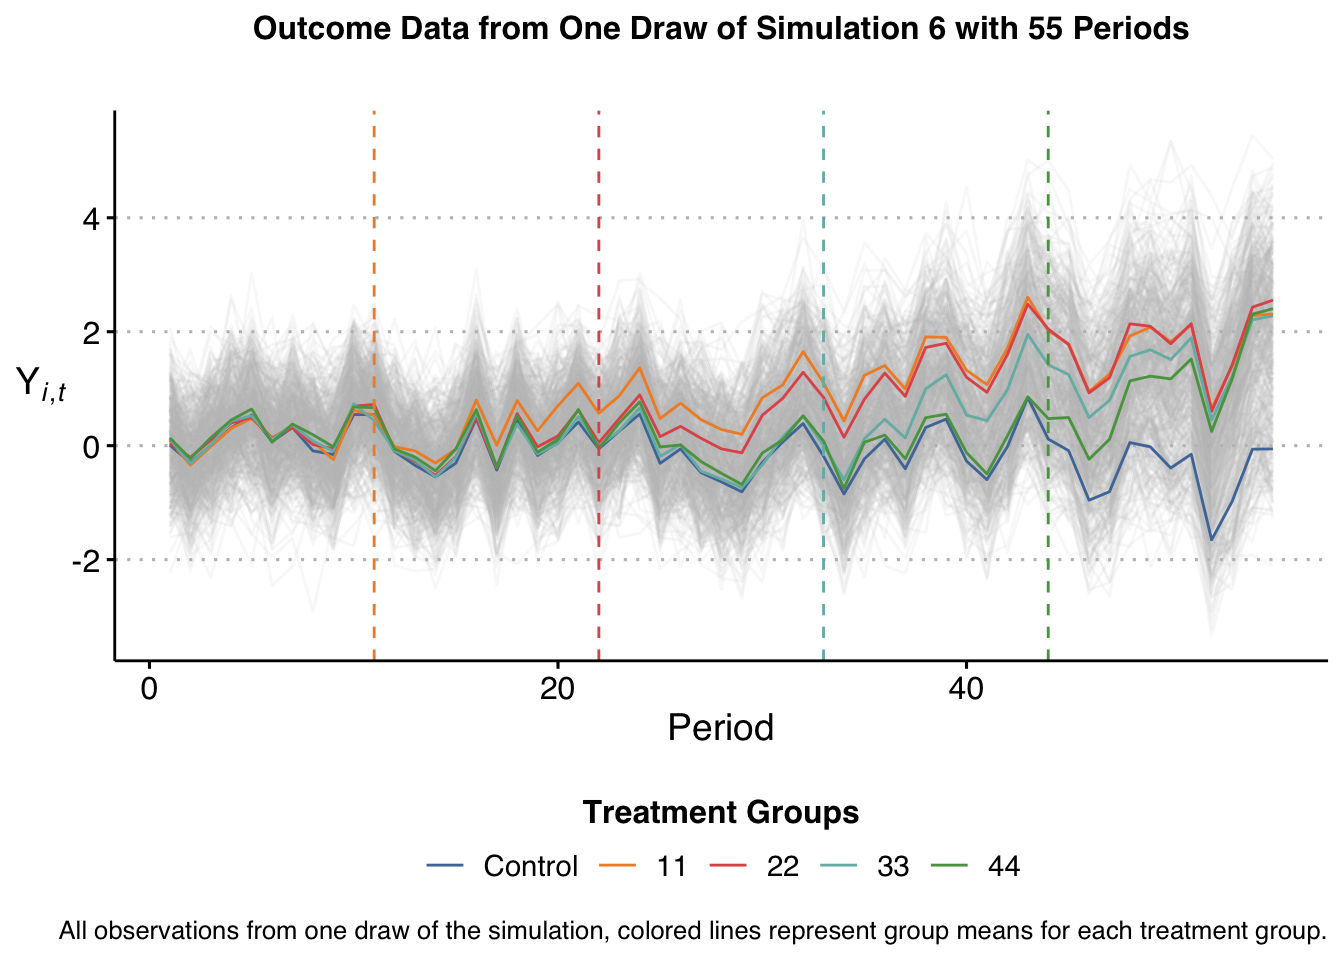 Outcome Data from One Draw of Simulation 6 with 55 Periods
4
2
0
-2
Y i,t
0 20 40
Period
Treatment Groups
Control 11 22 33 44
All observations from one draw of the simulation, colored lines represent group means for each treatment group.